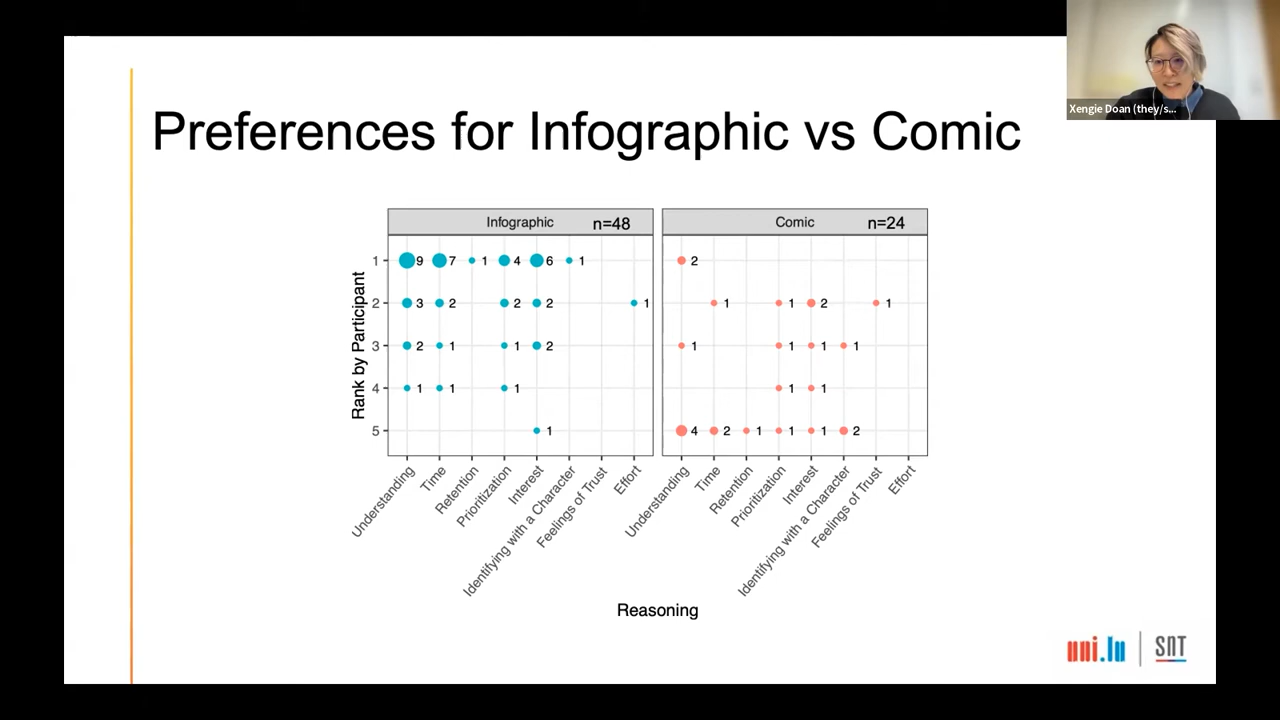 Xengie Doan (they/s...
Preferences for Infographic vs Comic
Infographic n=48
Comic n=24
Rank by Participant
1 9 7 1 4 6 1
2 3 2 2 2 1
3 2 1 1 2
4 1 1 1
5 1
2
1 1 2 1
1 1 1 1
1 1
4 2 1 1 1 2
Understanding
Time
Retention
Prioritization
Interest
Identifying with a Character
Feelings of Trust
Effort
Understanding
Time
Retention
Prioritization
Interest
Identifying with a Character
Feelings of Trust
Effort
Reasoning
uni.lu SNT